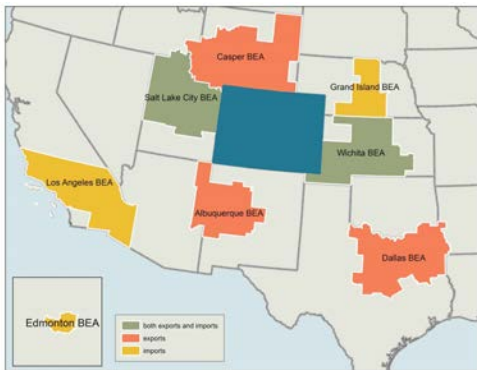 Casper BEA
Grand Island BEA
Salt Lake City BEA
Wichita BEA
Los Angeles BEA
Albuquerque BEA
Dallas BEA
Edmonton BEA
both exports and imports
exports
imports